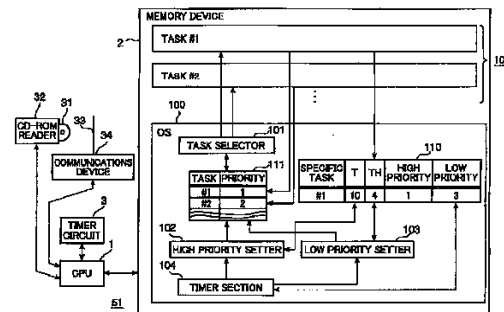 MEMORY DEVICE
2
TASK #1
TASK #2
10
32
31
33
34
CD-ROM
READER
COMMUNICATIONS
DEVICE
3
TIMER
CIRCUIT
1
CPU
51
100
OS
101
TASK SELECTOR
111
TASK PRIORITY
#1 1
#2 2
110
SPECIFIC TASK T TH HIGH PRIORITY LOW PRIORITY
#1 10 4 1 3
102
HIGH PRIORITY SETTER
103
LOW PRIORITY SETTER
104
TIMER SECTION